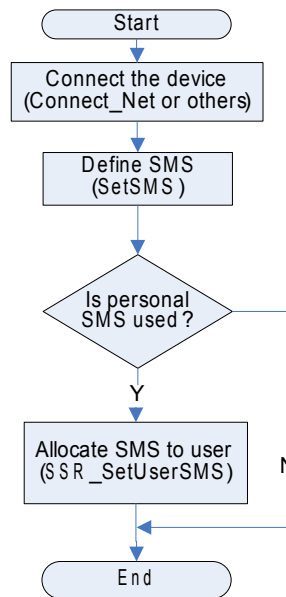 Start
Connect the device
(Connect_Net or others)
Define SMS
(SetSMS)
Is personal
SMS used?
Y
Allocate SMS to user
(SSR_SetUserSMS)
N
End